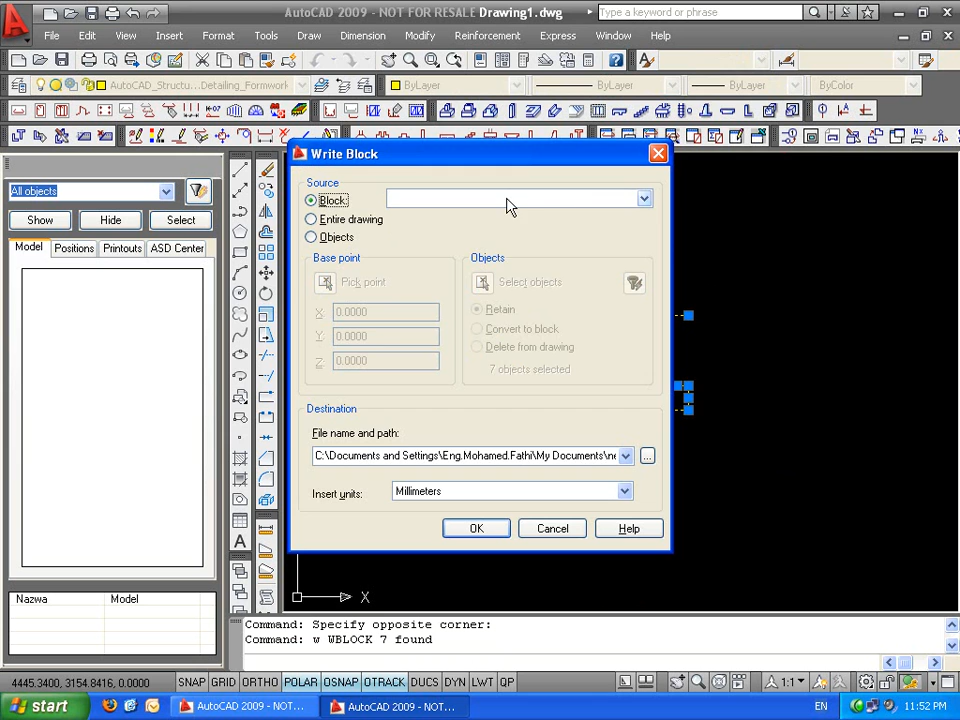 AutoCAD 2009 - NOT FOR RESALE Drawing1.dwg
Type a keyword or phrase
File Edit View Insert Format Tools Draw Dimension Modify Reinforcement Express Window Help
AutoCAD_Structu...Detailing_Formwork
ByLayer
ByLayer
ByLayer
ByColor
All objects
Show
Hide
Select
Model
Positions
Printouts
ASD Center
Nazwa
Model
Write Block
Source
Block:
Entire drawing
Objects
Base point
Pick point
X: 0.0000
Y: 0.0000
Z: 0.0000
Objects
Select objects
Retain
Convert to block
Delete from drawing
7 objects selected
Destination
File name and path:
C:\Documents and Settings\Eng.Mohamed.Fathi\My Documents\ne
...
Insert units:
Millimeters
OK
Cancel
Help
X
A
Command: Specify opposite corner:
Command: w WBLOCK 7 found
4445.3400, 3154.8416, 0.0000
SNAP GRID ORTHO POLAR OSNAP OTRACK DUCS DYN LWT QP
1:1
start
AutoCAD 2009 - NOT...
AutoCAD 2009 - NOT...
EN
11:52 PM